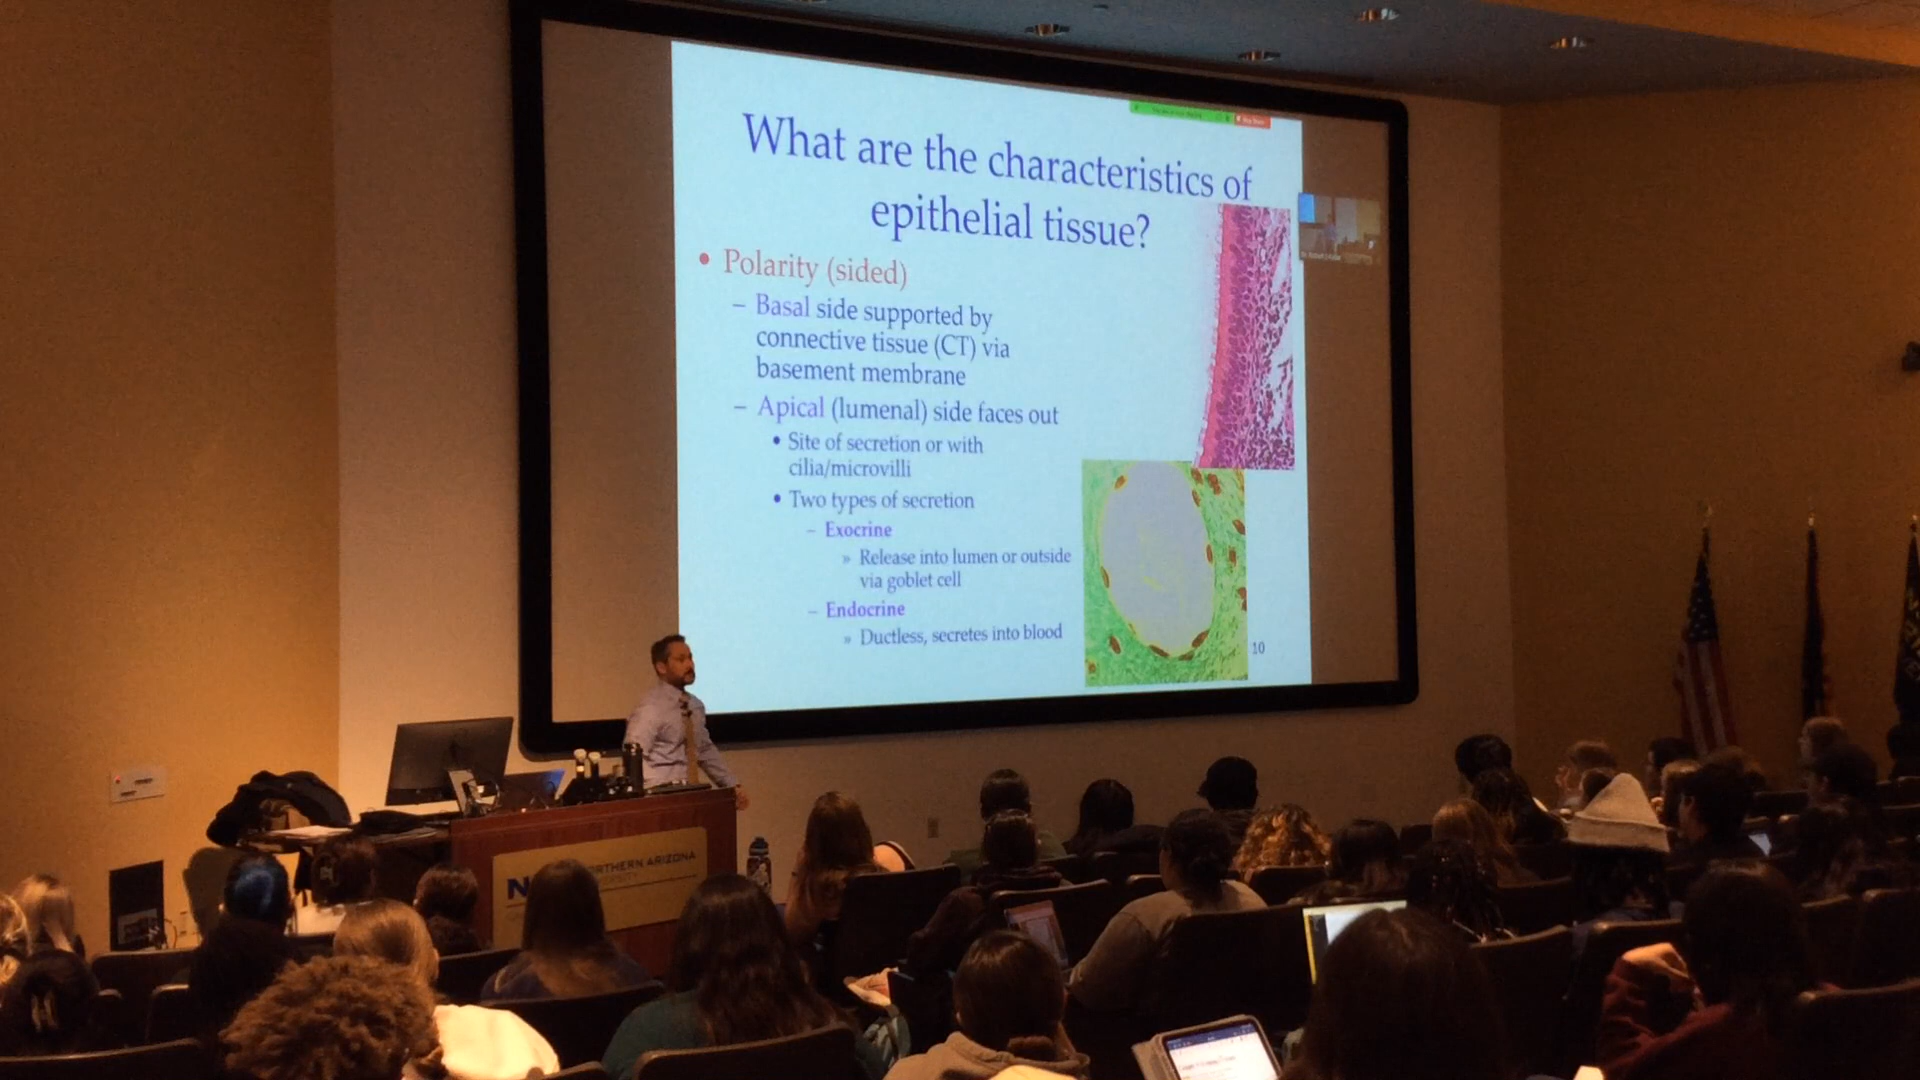 What are the characteristics of
epithelial tissue?
• Polarity (sided)
– Basal side supported by
connective tissue (CT) via
basement membrane
– Apical (lumenal) side faces out
• Site of secretion or with
cilia/microvilli
• Two types of secretion
– Exocrine
» Release into lumen or outside
via goblet cell
– Endocrine
» Ductless, secretes into blood
10
NORTHERN ARIZONA